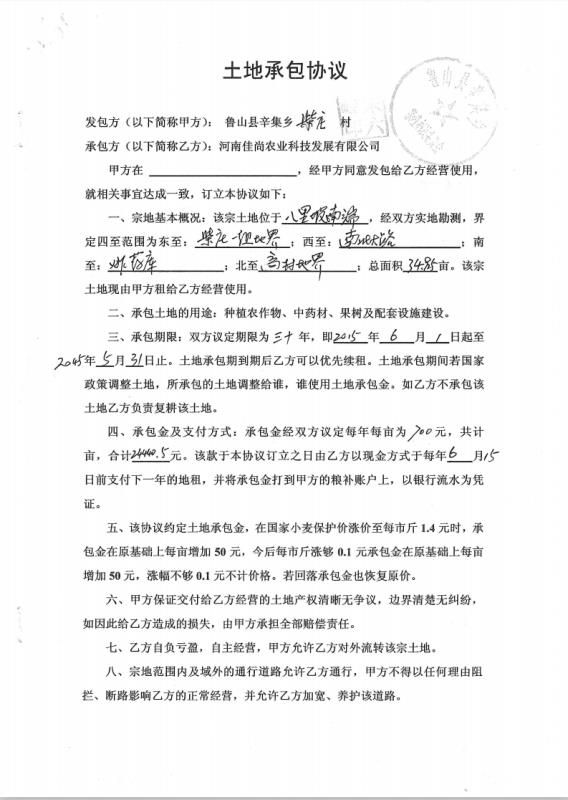 土地承包协议
鲁山县辛集乡
发包方（以下简称甲方）： 鲁山县辛集乡 柴庄 村
承包方（以下简称乙方）：河南佳尚农业科技发展有限公司
甲方在 ，经甲方同意发包给乙方经营使用，
就相关事宜达成一致，订立本协议如下：
一、宗地基本概况：该宗土地位于 八里坡南端 ，经双方实地勘测，界
定四至范围为东至： 柴庄一组地界 ；西至： 南北大路 ；南
至： 炸药库 ；北至 高村地界 ；总面积 34.85 亩。该宗
土地现由甲方租给乙方经营使用。
二、承包土地的用途：种植农作物、中药材、果树及配套设施建设。
三、承包期限：双方议定期限为 三十 年，即 2015 年 6 月 1 日起至
2045 年 5 月 31 日止。土地承包期到期后乙方可以优先续租。土地承包期间若国家
政策调整土地，所承包的土地调整给谁，谁使用土地承包金。如乙方不承包该
土地乙方负责复耕该土地。
四、承包金及支付方式：承包金经双方议定每年每亩为 700 元，共计
亩，合计 元。该款于本协议订立之日由乙方以现金方式于每年 6 月 15
日前支付下一年的地租，并将承包金打到甲方的粮补账户上，以银行流水为凭
证。
五、该协议约定土地承包金，在国家小麦保护价涨价至每市斤 1.4 元时，承
包金在原基础上每亩增加 50 元，今后每市斤涨够 0.1 元承包金在原基础上每亩
增加 50 元，涨幅不够 0.1 元不计价格。若回落承包金也恢复原价。
六、甲方保证交付给乙方经营的土地产权清晰无争议，边界清楚无纠纷，
如因此给乙方造成的损失，由甲方承担全部赔偿责任。
七、乙方自负亏盈，自主经营，甲方允许乙方对外流转该宗土地。
八、宗地范围内及域外的通行道路允许乙方通行，甲方不得以任何理由阻
拦、断路影响乙方的正常经营，并允许乙方加宽、养护该道路。